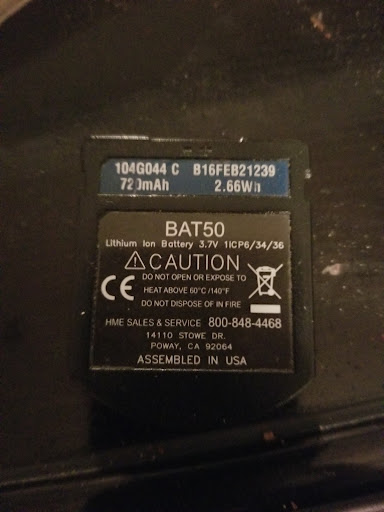 104G044 C B16FEB21239
720mAh 2.66Wh
BAT50
Lithium Ion Battery 3.7V 1ICP6/34/36
⚠CAUTION
CE
DO NOT OPEN OR EXPOSE TO
HEAT ABOVE 60°C /140°F
DO NOT DISPOSE OF IN FIRE
HME SALES & SERVICE 800-848-4468
14110 STOWE DR.
POWAY, CA 92064
ASSEMBLED IN USA